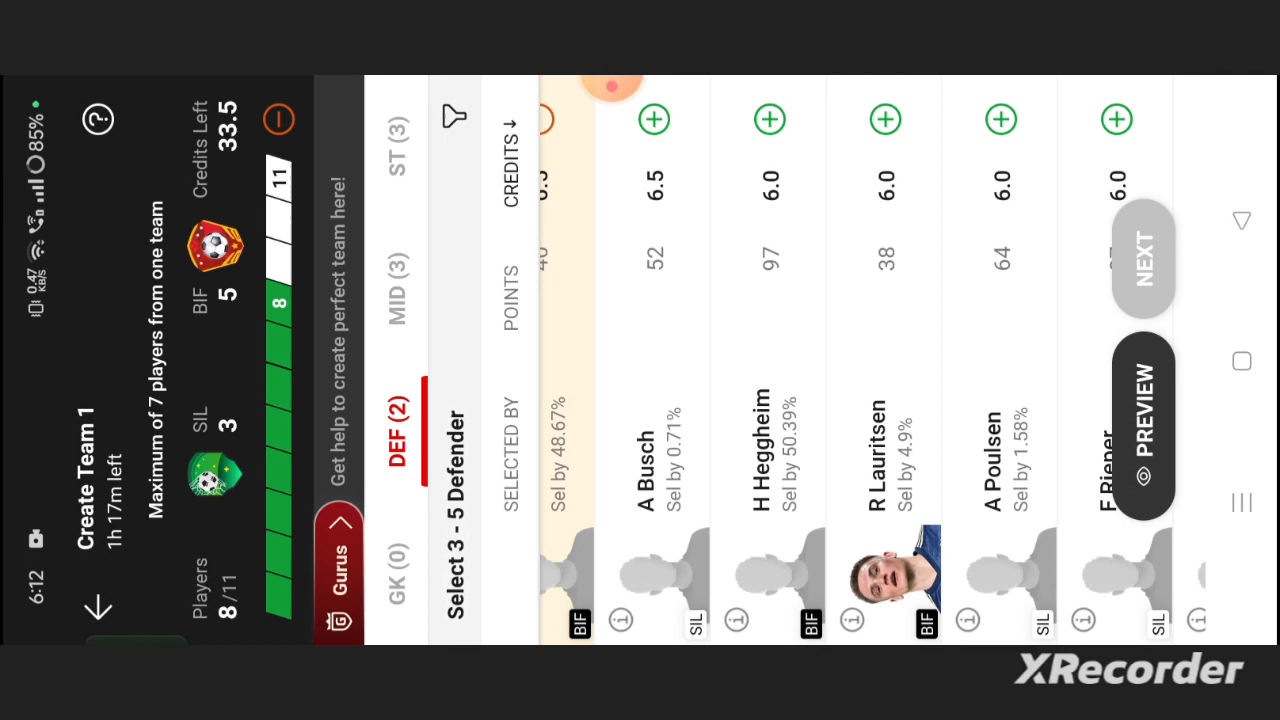 6:12
0.47 KB/S
85%
Create Team 1
1h 17m left
Maximum of 7 players from one team
Players
8/11
SIL
3
BIF
5
Credits Left
33.5
8
11
Gurus
Get help to create perfect team here!
GK (0)
DEF (2)
MID (3)
ST (3)
Select 3 - 5 Defender
SELECTED BY
POINTS
CREDITS
BIF
Sel by 48.67%
SIL
A Busch
Sel by 0.71%
52
6.5
BIF
H Heggheim
Sel by 50.39%
97
6.0
BIF
R Lauritsen
Sel by 4.9%
38
6.0
SIL
A Poulsen
Sel by 1.58%
64
6.0
SIL
6.0
PREVIEW
NEXT
XRecorder